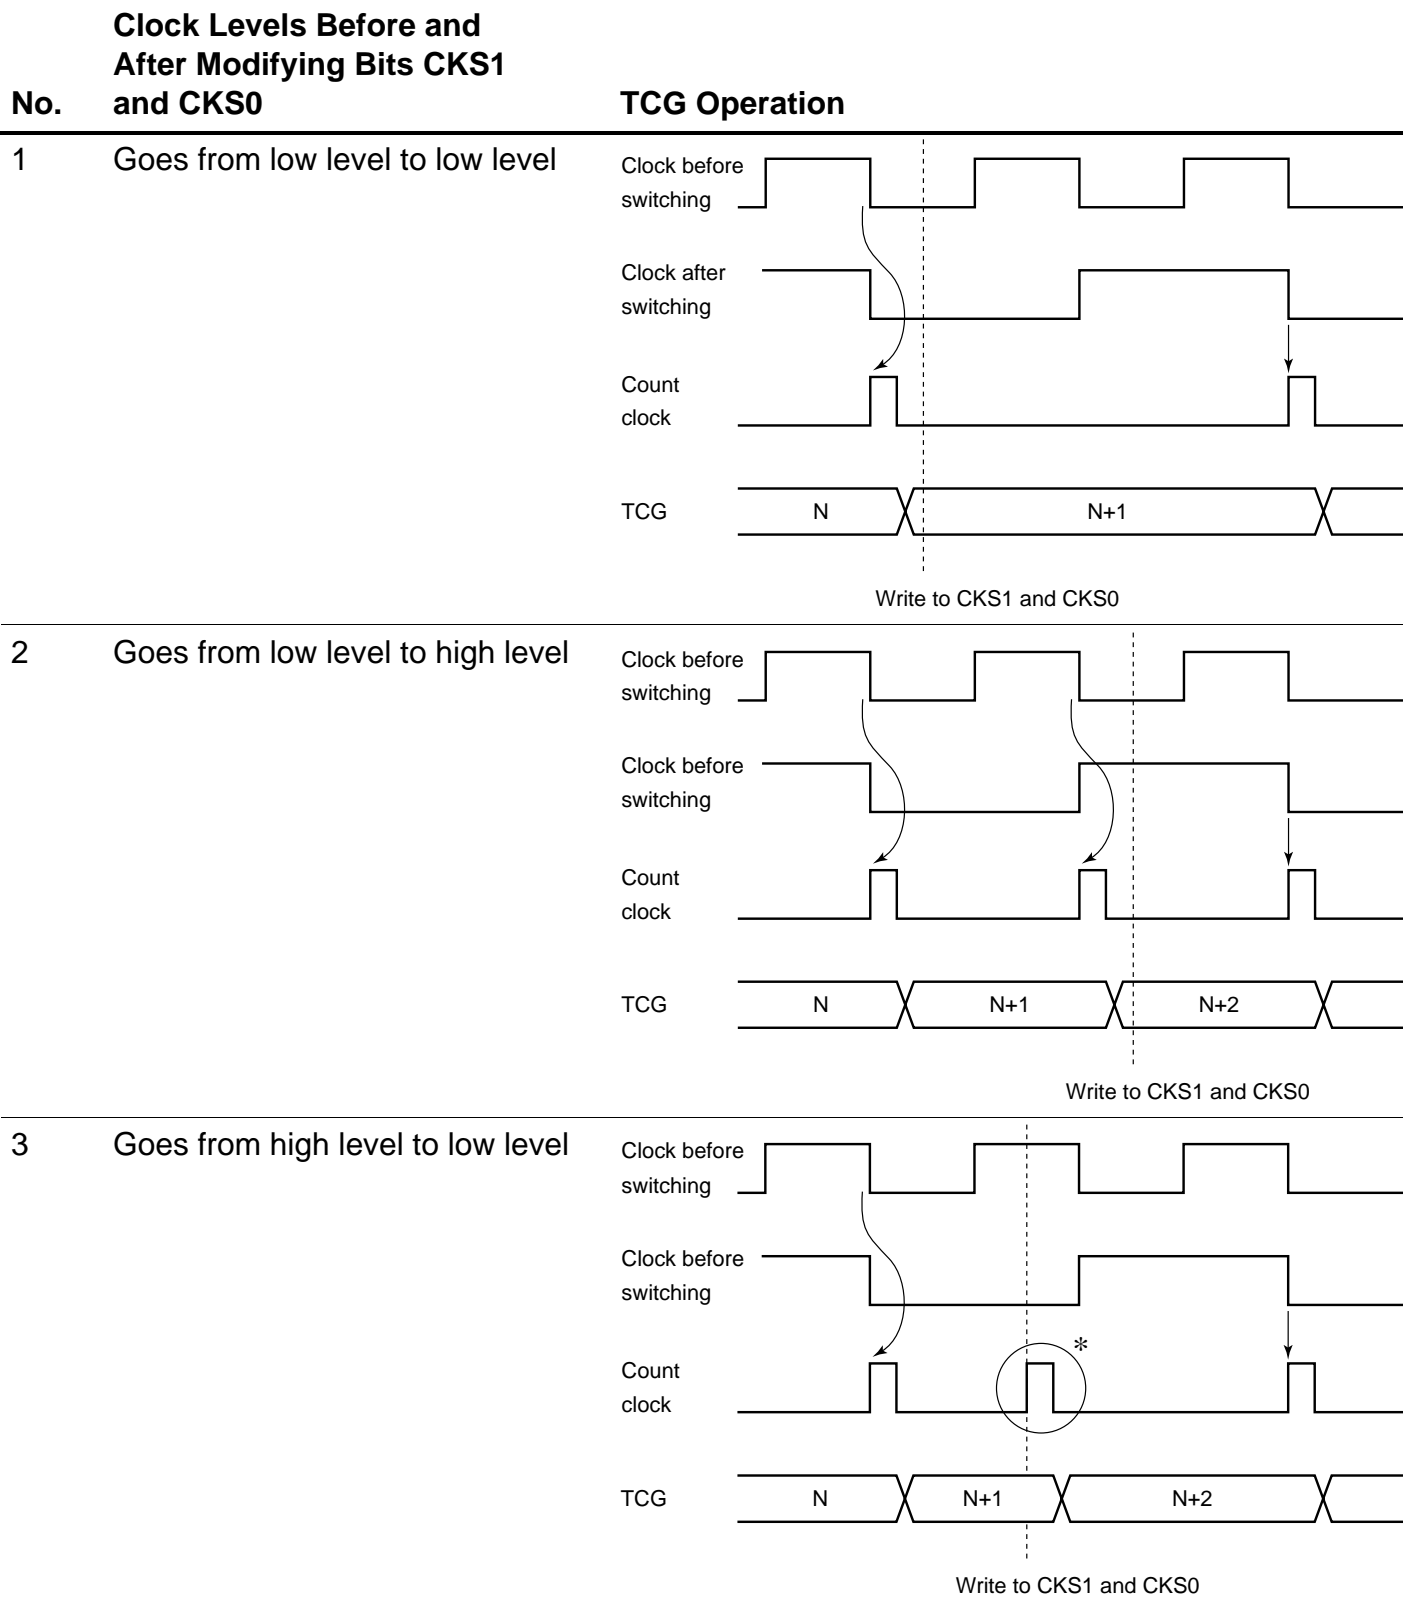 Clock Levels Before and
After Modifying Bits CKS1
No. and CKS0 TCG Operation
1 Goes from low level to low level
Clock before
switching
Clock after
switching
Count
clock
TCG N N+1
Write to CKS1 and CKS0
2 Goes from low level to high level
Clock before
switching
Clock before
switching
Count
clock
TCG N N+1 N+2
Write to CKS1 and CKS0
3 Goes from high level to low level
Clock before
switching
Clock before
switching
*
Count
clock
TCG N N+1 N+2
Write to CKS1 and CKS0